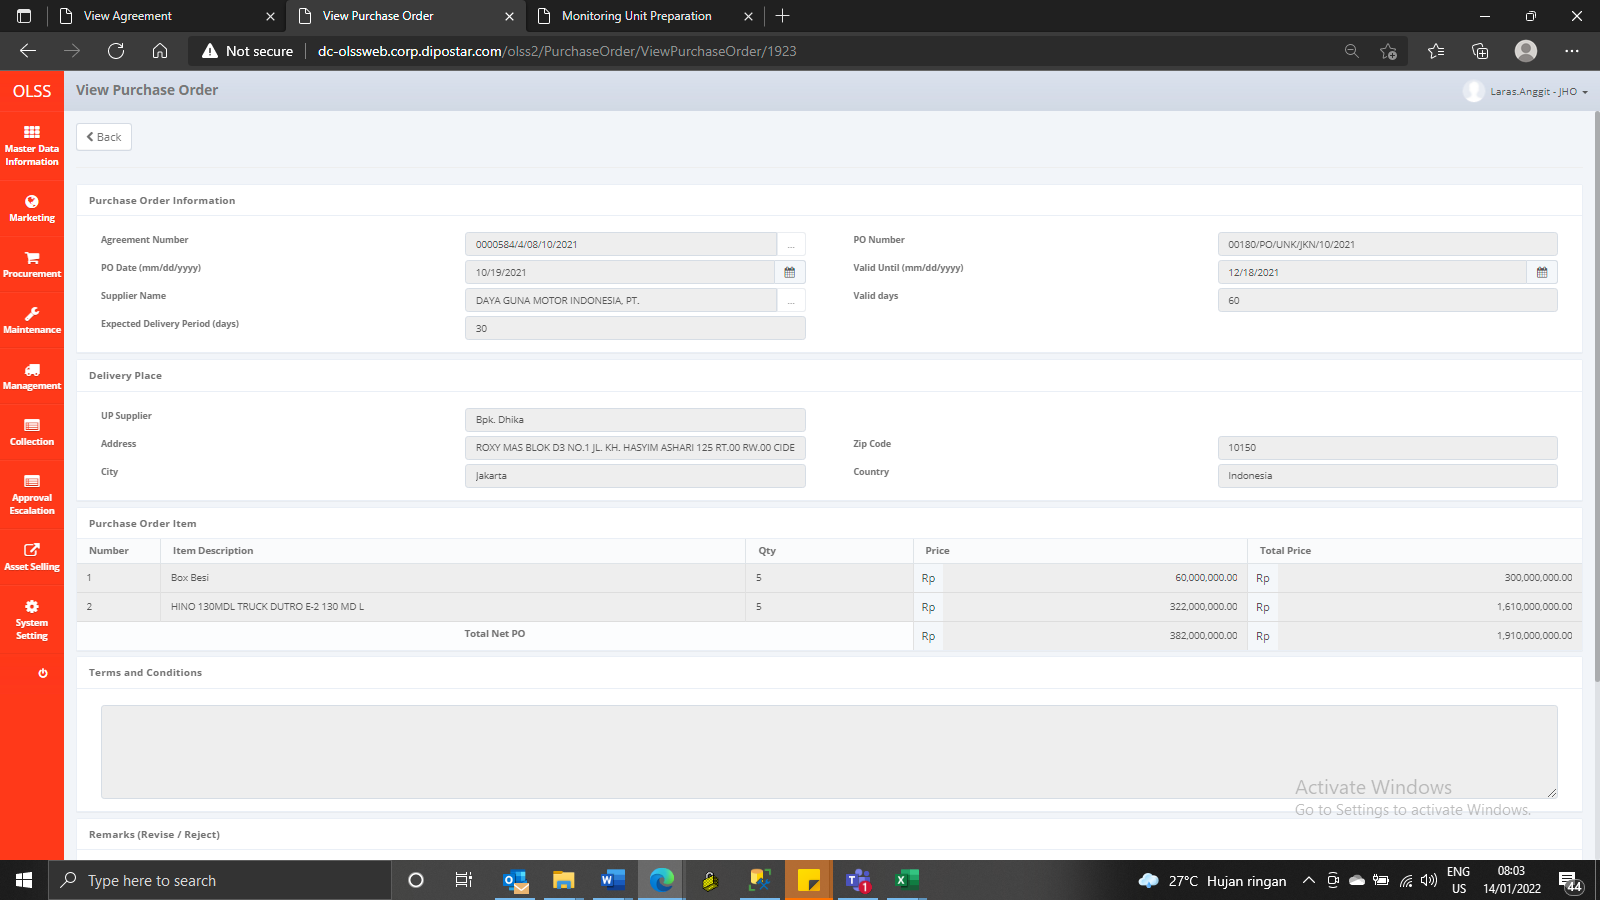 View Agreement
View Purchase Order
Monitoring Unit Preparation
Not secure
dc-olssweb.corp.dipostar.com/olss2/PurchaseOrder/ViewPurchaseOrder/1923
OLSS
View Purchase Order
Laras.Anggit - JHO
Back
Master Data
Information
Marketing
Procurement
Maintenance
Management
Collection
Approval
Escalation
Asset Selling
System
Setting
Purchase Order Information
Agreement Number 0000584/4/08/10/2021 ... PO Number 00180/PO/UNK/JKN/10/2021
PO Date (mm/dd/yyyy) 10/19/2021 Valid Until (mm/dd/yyyy) 12/18/2021
Supplier Name DAYA GUNA MOTOR INDONESIA, PT. ... Valid days 60
Expected Delivery Period (days) 30
Delivery Place
UP Supplier Bpk. Dhika
Address ROXY MAS BLOK D3 NO.1 JL. KH. HASYIM ASHARI 125 RT.00 RW.00 CIDE Zip Code 10150
City Jakarta Country Indonesia
Purchase Order Item
Number Item Description Qty Price Total Price
1 Box Besi 5 Rp 60,000,000.00 Rp 300,000,000.00
2 HINO 130MDL TRUCK DUTRO E-2 130 MD L 5 Rp 322,000,000.00 Rp 1,610,000,000.00
Total Net PO Rp 382,000,000.00 Rp 1,910,000,000.00
Terms and Conditions
Activate Windows
Go to Settings to activate Windows.
Remarks (Revise / Reject)
Type here to search
1
27°C Hujan ringan
ENG
US
08:03
14/01/2022
44